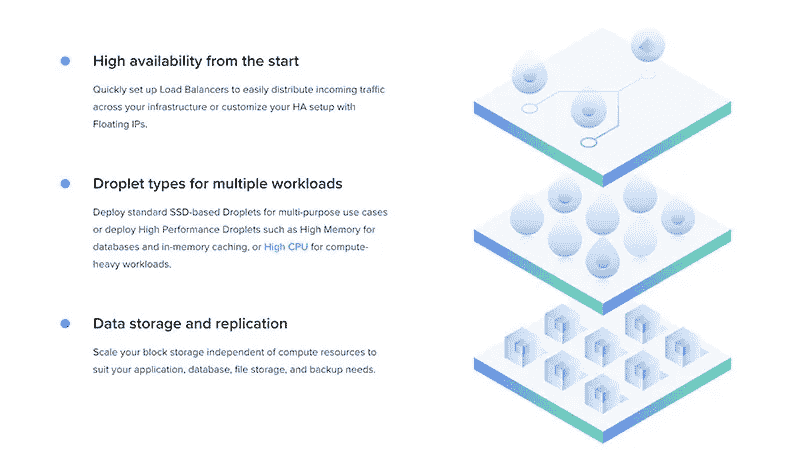 High availability from the start
Quickly set up Load Balancers to easily distribute incoming traffic
across your infrastructure or customize your HA setup with
Floating IPs.
Droplet types for multiple workloads
Deploy standard SSD-based Droplets for multi-purpose use cases
or deploy High Performance Droplets such as High Memory for
databases and in-memory caching, or High CPU for compute-
heavy workloads.
Data storage and replication
Scale your block storage independent of compute resources to
suit your application, database, file storage, and backup needs.